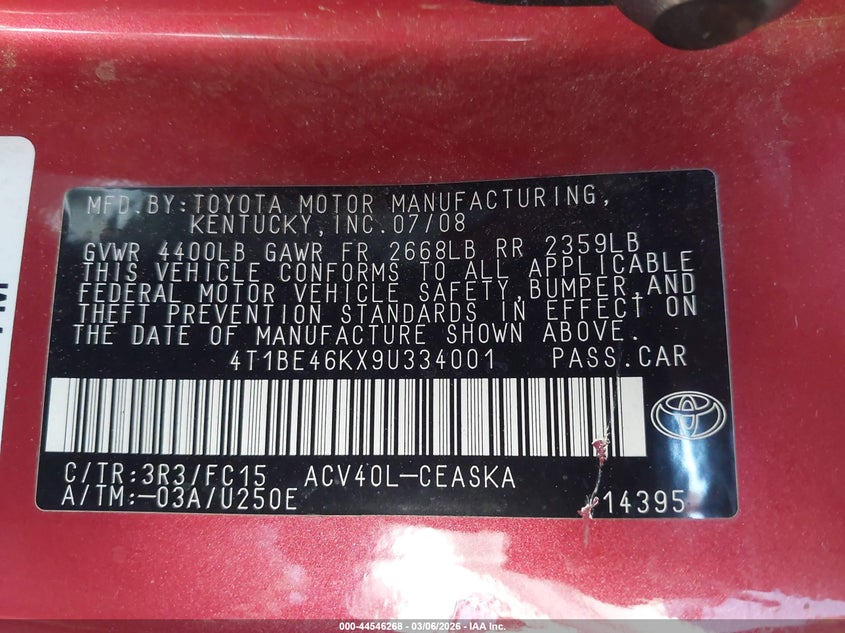 MFD.BY:TOYOTA MOTOR MANUFACTURING,
KENTUCKY,INC.07/08
GVWR 4400LB GAWR FR 2668LB RR 2359LB
THIS VEHICLE CONFORMS TO ALL APPLICABLE
FEDERAL MOTOR VEHICLE SAFETY,BUMPER,AND
THEFT PREVENTION STANDARDS IN EFFECT ON
THE DATE OF MANUFACTURE SHOWN ABOVE.
4T1BE46KX9U334001 PASS.CAR
C/TR:3R3/FC15 ACV40L-CEASKA
A/TM:-03A/U250E 14395
000-44546268 - 03/06/2026 - IAA Inc.